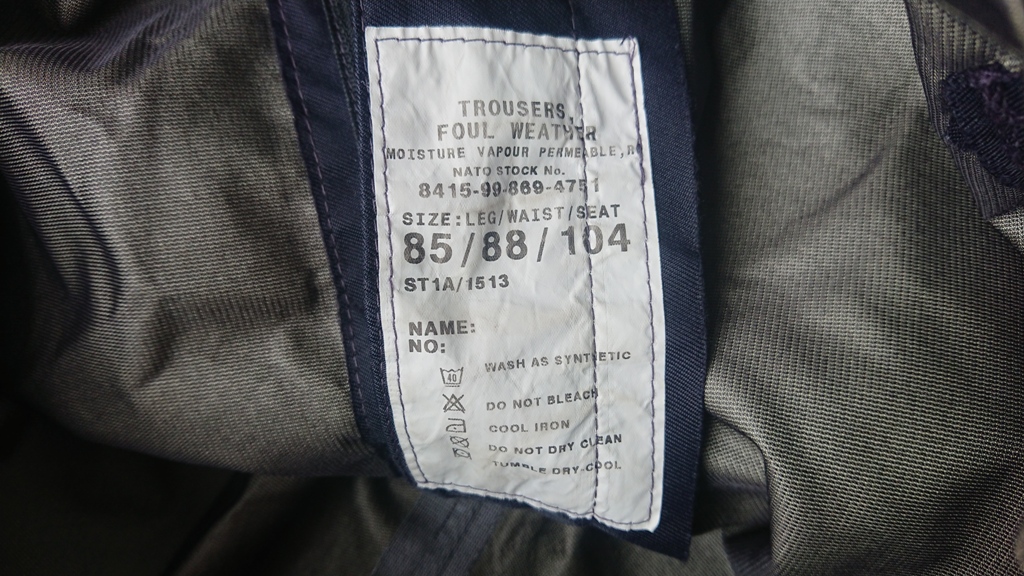 TROUSERS,
FOUL WEATHER
MOISTURE VAPOUR PERMEABLE,R
NATO STOCK No.
8415-99-869-4751
SIZE:LEG/WAIST/SEAT
85/88/104
ST1A/1513
NAME:
NO:
WASH AS SYNTHETIC
40
DO NOT BLEACH
COOL IRON
DO NOT DRY CLEAN
TUMBLE DRY-COOL